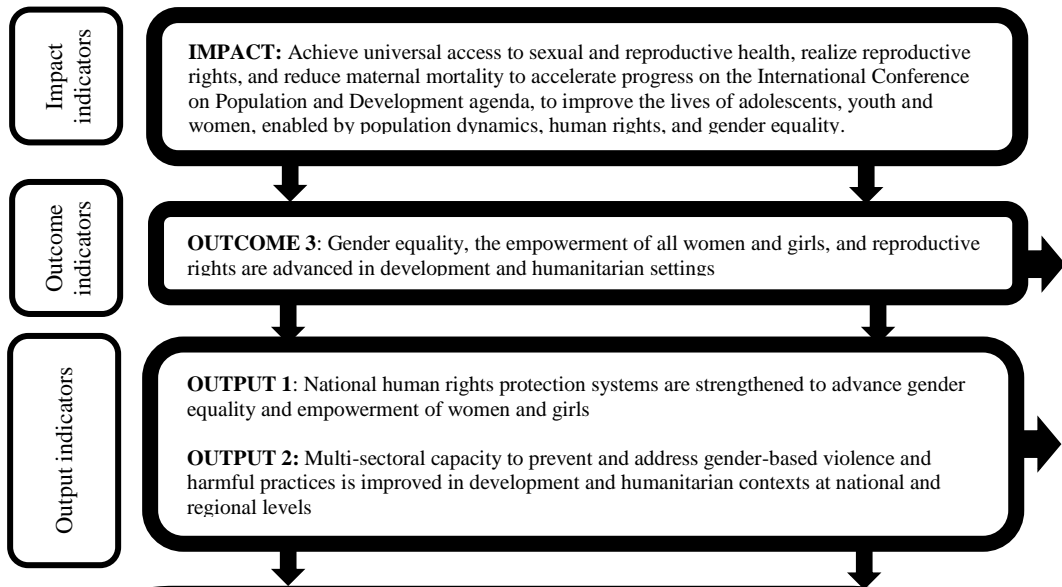 Impact
indicators
IMPACT: Achieve universal access to sexual and reproductive health, realize reproductive
rights, and reduce maternal mortality to accelerate progress on the International Conference
on Population and Development agenda, to improve the lives of adolescents, youth and
women, enabled by population dynamics, human rights, and gender equality.
Outcome
indicators
OUTCOME 3: Gender equality, the empowerment of all women and girls, and reproductive
rights are advanced in development and humanitarian settings
Output indicators
OUTPUT 1: National human rights protection systems are strengthened to advance gender
equality and empowerment of women and girls
OUTPUT 2: Multi-sectoral capacity to prevent and address gender-based violence and
harmful practices is improved in development and humanitarian contexts at national and
regional levels